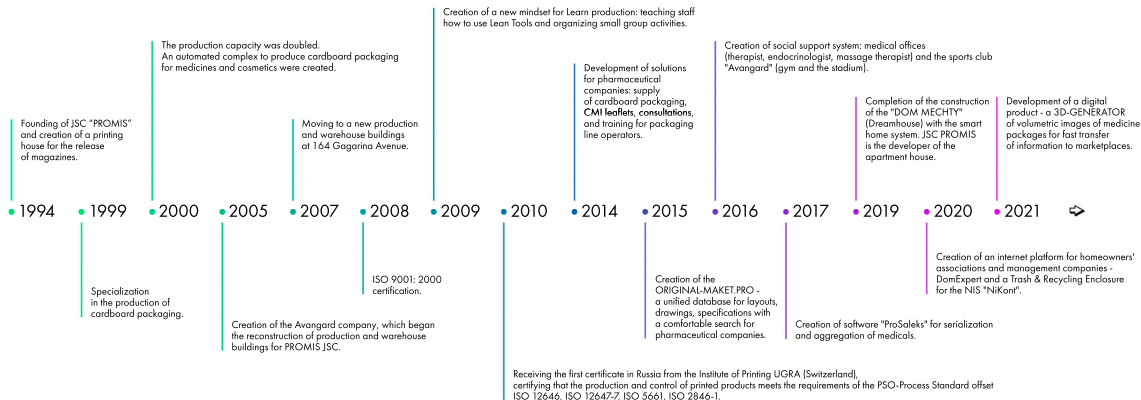 Creation of a new mindset for Learn production: teaching staff
how to use Lean Tools and organizing small group activities.
The production capacity was doubled.
An automated complex to produce cardboard packaging
for medicines and cosmetics were created.
Creation of social support system: medical offices
(therapist, endocrinologist, massage therapist) and the sports club
"Avangard" (gym and the stadium).
Development of solutions
for pharmaceutical
companies: supply
of cardboard packaging,
CMI leaflets, consultations,
and training for packaging
line operators.
Founding of JSC "PROMIS"
and creation of a printing
house for the release
of magazines.
Moving to a new production
and warehouse buildings
at 164 Gagarina Avenue.
Completion of the construction
of the "DOM MECHTY"
(Dreamhouse) with the smart
home system. JSC PROMIS
is the developer of the
apartment house.
Development of a digital
product - a 3D-GENERATOR
of volumetric images of medicine
packages for fast transfer
of information to marketplaces.
1994 1999 2000 2005 2007 2008 2009 2010 2014 2015 2016 2017 2019 2020 2021
Specialization
in the production of
cardboard packaging.
Creation of the Avangard company, which began
the reconstruction of production and warehouse
buildings for PROMIS JSC.
ISO 9001: 2000
certification.
Receiving the first certificate in Russia from the Institute of Printing UGRA (Switzerland),
certifying that the production and control of printed products meets the requirements of the PSO-Process Standard offset
ISO 12646, ISO 12647-7, ISO 5661, ISO 2846-1.
Creation of the
ORIGINAL-MAKET.PRO -
a unified database for layouts,
drawings, specifications with
a comfortable search for
pharmaceutical companies.
Creation of software "ProSaleks" for serialization
and aggregation of medicals.
Creation of an internet platform for homeowners'
associations and management companies -
DomExpert and a Trash & Recycling Enclosure
for the NIS "NiKont".